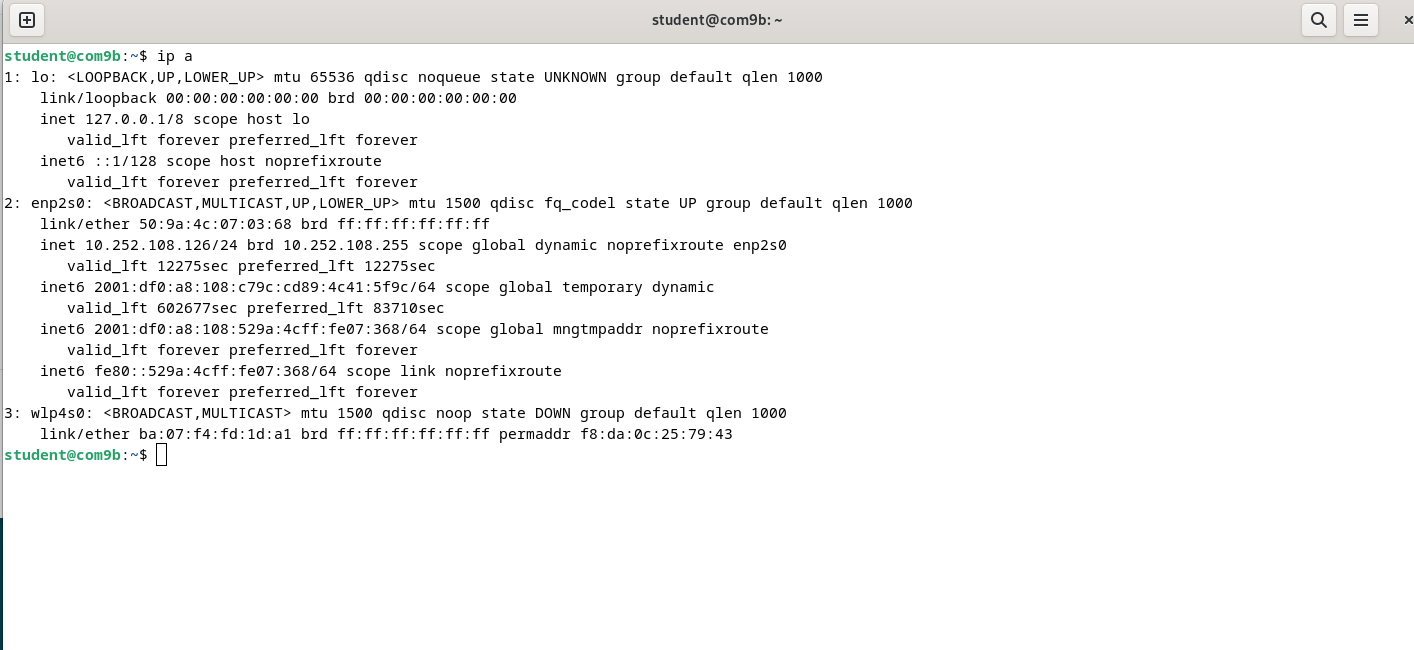 student@com9b: ~
student@com9b:~$ ip a
1: lo: <LOOPBACK,UP,LOWER_UP> mtu 65536 qdisc noqueue state UNKNOWN group default qlen 1000
    link/loopback 00:00:00:00:00:00 brd 00:00:00:00:00:00
    inet 127.0.0.1/8 scope host lo
       valid_lft forever preferred_lft forever
    inet6 ::1/128 scope host noprefixroute
       valid_lft forever preferred_lft forever
2: enp2s0: <BROADCAST,MULTICAST,UP,LOWER_UP> mtu 1500 qdisc fq_codel state UP group default qlen 1000
    link/ether 50:9a:4c:07:03:68 brd ff:ff:ff:ff:ff:ff
    inet 10.252.108.126/24 brd 10.252.108.255 scope global dynamic noprefixroute enp2s0
       valid_lft 12275sec preferred_lft 12275sec
    inet6 2001:df0:a8:108:c79c:cd89:4c41:5f9c/64 scope global temporary dynamic
       valid_lft 602677sec preferred_lft 83710sec
    inet6 2001:df0:a8:108:529a:4cff:fe07:368/64 scope global mngtmpaddr noprefixroute
       valid_lft forever preferred_lft forever
    inet6 fe80::529a:4cff:fe07:368/64 scope link noprefixroute
       valid_lft forever preferred_lft forever
3: wlp4s0: <BROADCAST,MULTICAST> mtu 1500 qdisc noop state DOWN group default qlen 1000
    link/ether ba:07:f4:fd:1d:a1 brd ff:ff:ff:ff:ff:ff permaddr f8:da:0c:25:79:43
student@com9b:~$